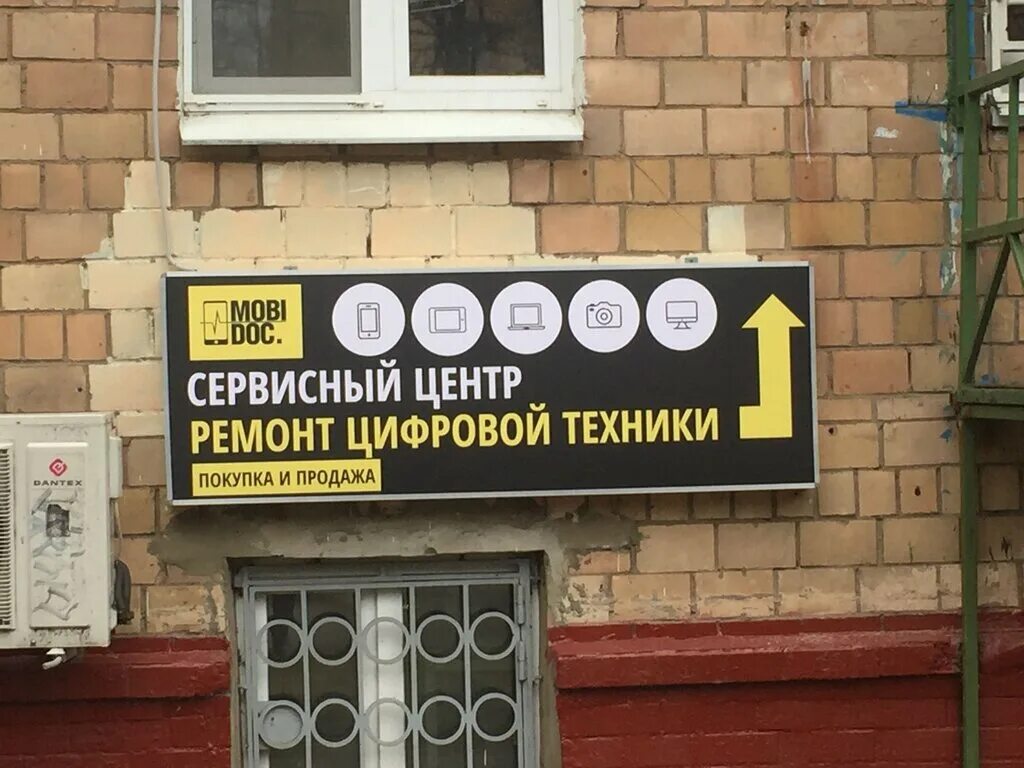 MOBI
DOC.
СЕРВИСНЫЙ ЦЕНТР
РЕМОНТ ЦИФРОВОЙ ТЕХНИКИ
ПОКУПКА И ПРОДАЖА
DANTEX